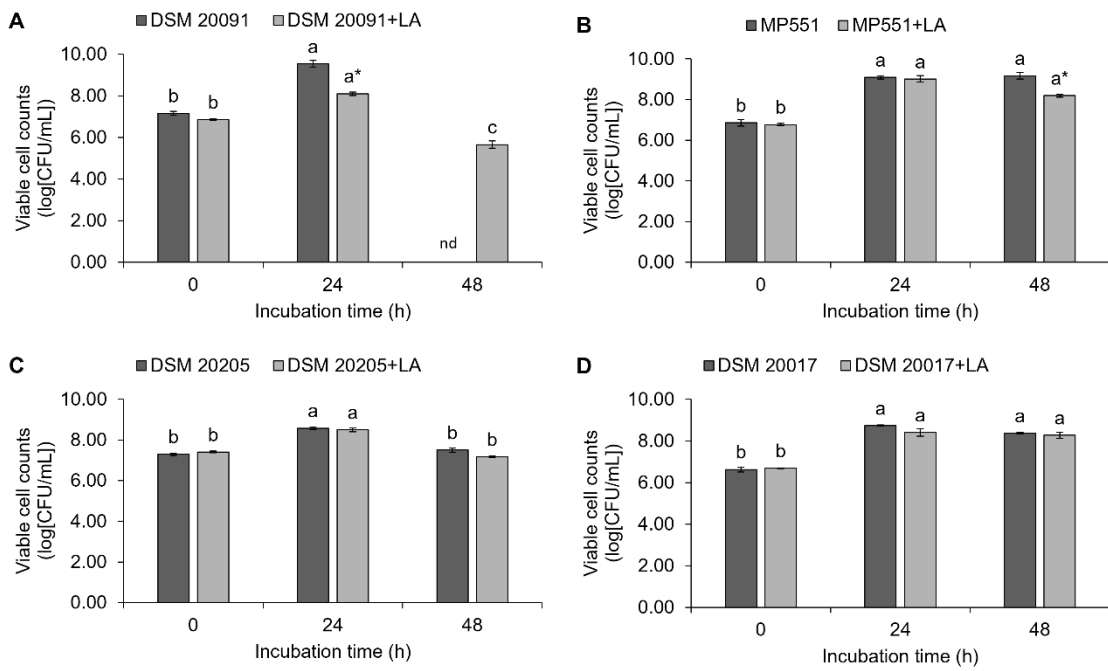 A
DSM 20091 DSM 20091+LA
Viable cell counts
(log[CFU/mL])
10.00
8.00
6.00
4.00
2.00
0.00
b b
a a*
nd c
0 24 48
Incubation time (h)
B
MP551 MP551+LA
Viable cell counts
(log[CFU/mL])
10.00
8.00
6.00
4.00
2.00
0.00
b b
a a
a a*
0 24 48
Incubation time (h)
C
DSM 20205 DSM 20205+LA
Viable cell counts
(log[CFU/mL])
10.00
8.00
6.00
4.00
2.00
0.00
b b
a a
b b
0 24 48
Incubation time (h)
D
DSM 20017 DSM 20017+LA
Viable cell counts
(log[CFU/mL])
10.00
8.00
6.00
4.00
2.00
0.00
b b
a a
a a
0 24 48
Incubation time (h)